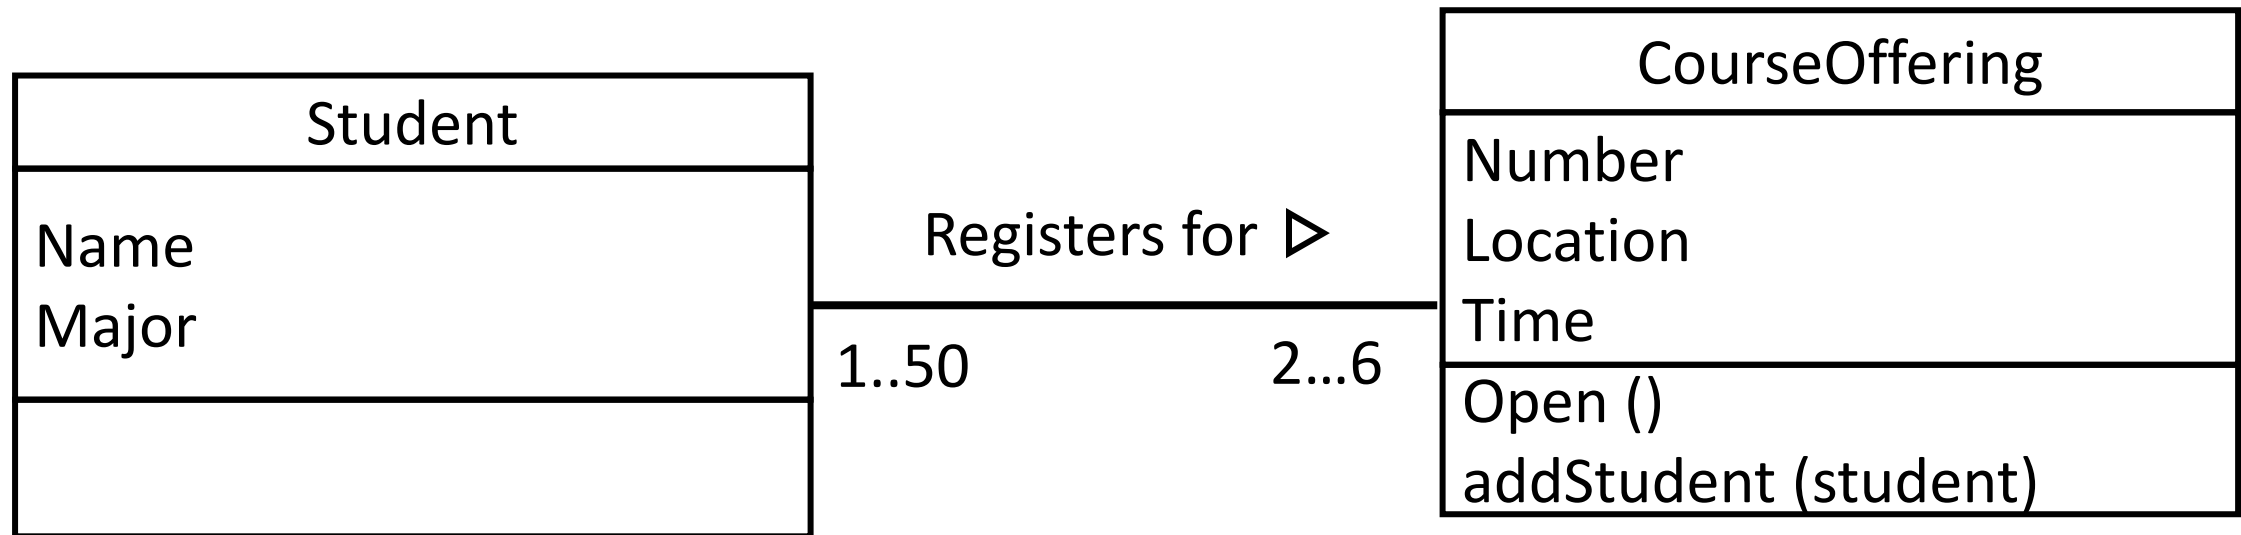 Student
Name
Major
Registers for
1..50
2...6
CourseOffering
Number
Location
Time
Open ()
addStudent (student)